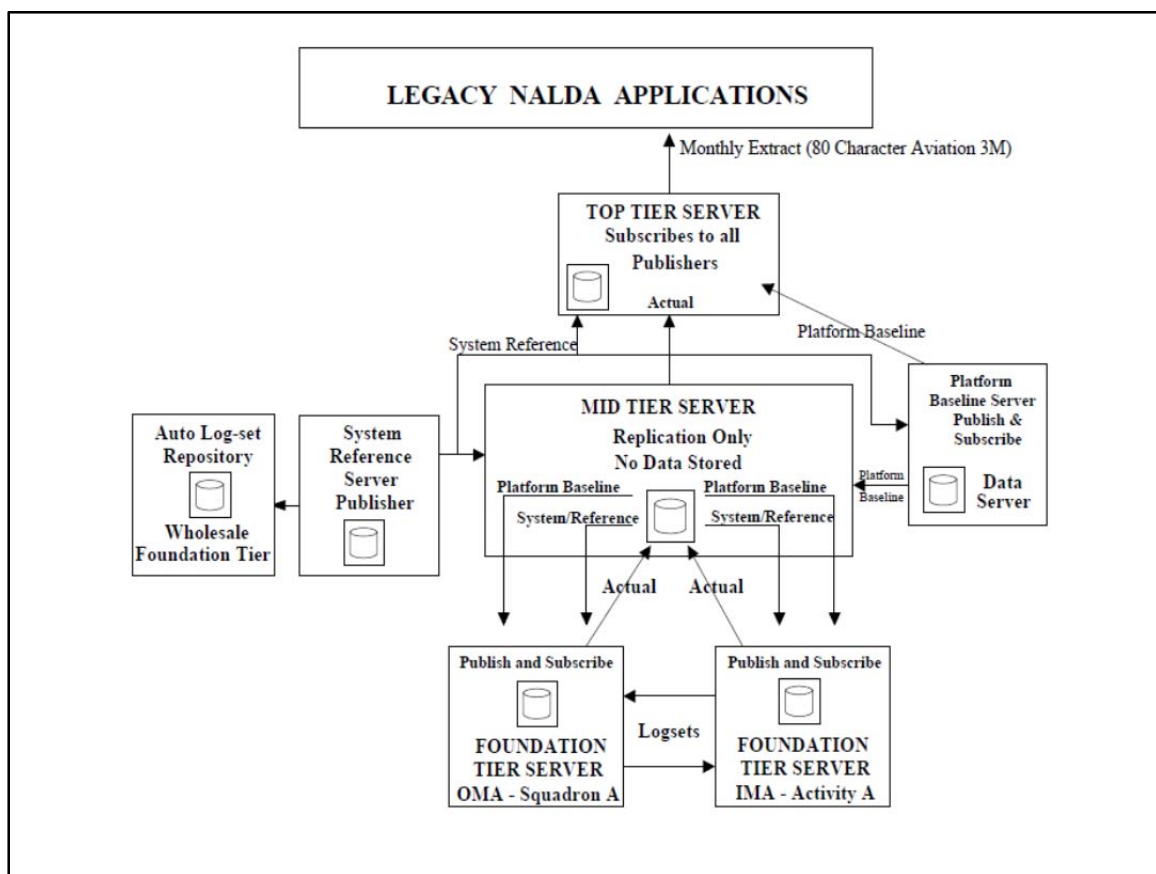 LEGACY NALDA APPLICATIONS
Monthly Extract (80 Character Aviation 3M)
TOP TIER SERVER
Subscribes to all
Publishers
Actual
System Reference
Platform Baseline
MID TIER SERVER
Replication Only
No Data Stored
Platform Baseline
System/Reference
Platform Baseline
System/Reference
Auto Log-set
Repository
Wholesale
Foundation Tier
System
Reference
Server
Publisher
Platform
Baseline
Platform
Baseline Server
Publish &
Subscribe
Data
Server
Actual
Actual
Publish and Subscribe
FOUNDATION
TIER SERVER
OMA - Squadron A
Logsets
Publish and Subscribe
FOUNDATION
TIER SERVER
IMA - Activity A